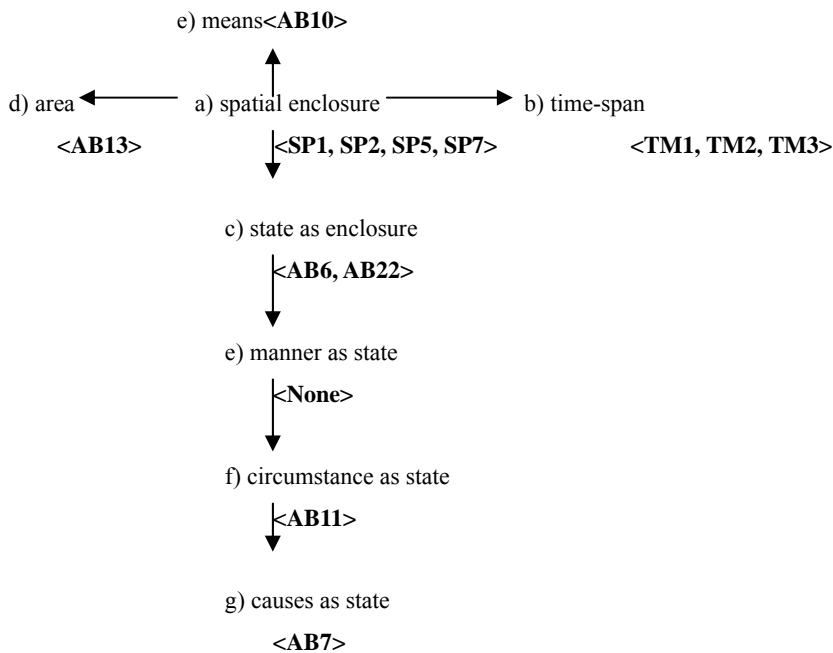 e) means<AB10>
d) area a) spatial enclosure b) time-span
<AB13> <SP1, SP2, SP5, SP7> <TM1, TM2, TM3>
c) state as enclosure
<AB6, AB22>
e) manner as state
<None>
f) circumstance as state
<AB11>
g) causes as state
<AB7>